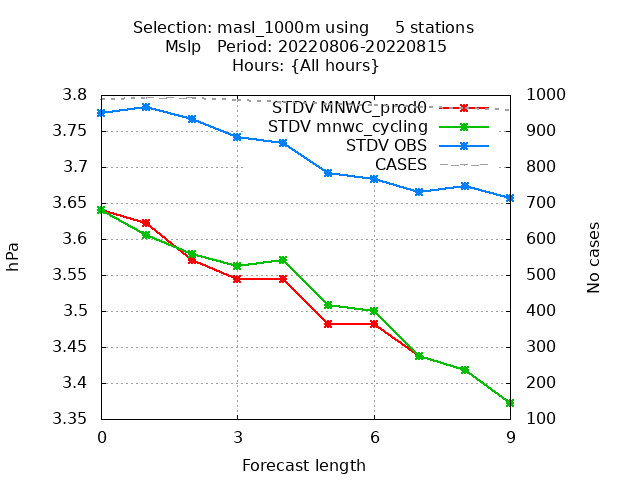 Selection: masl_1000m using     5 stations
Mslp   Period: 20220806-20220815
Hours: {All hours}
3.8
3.75
3.7
3.65
3.6
3.55
3.5
3.45
3.4
3.35
hPa
STDV MNWC_prod0
STDV mnwc_cycling
STDV OBS
CASES
1000
900
800
700
600
500
400
300
200
100
No cases
0 3 6 9
Forecast length